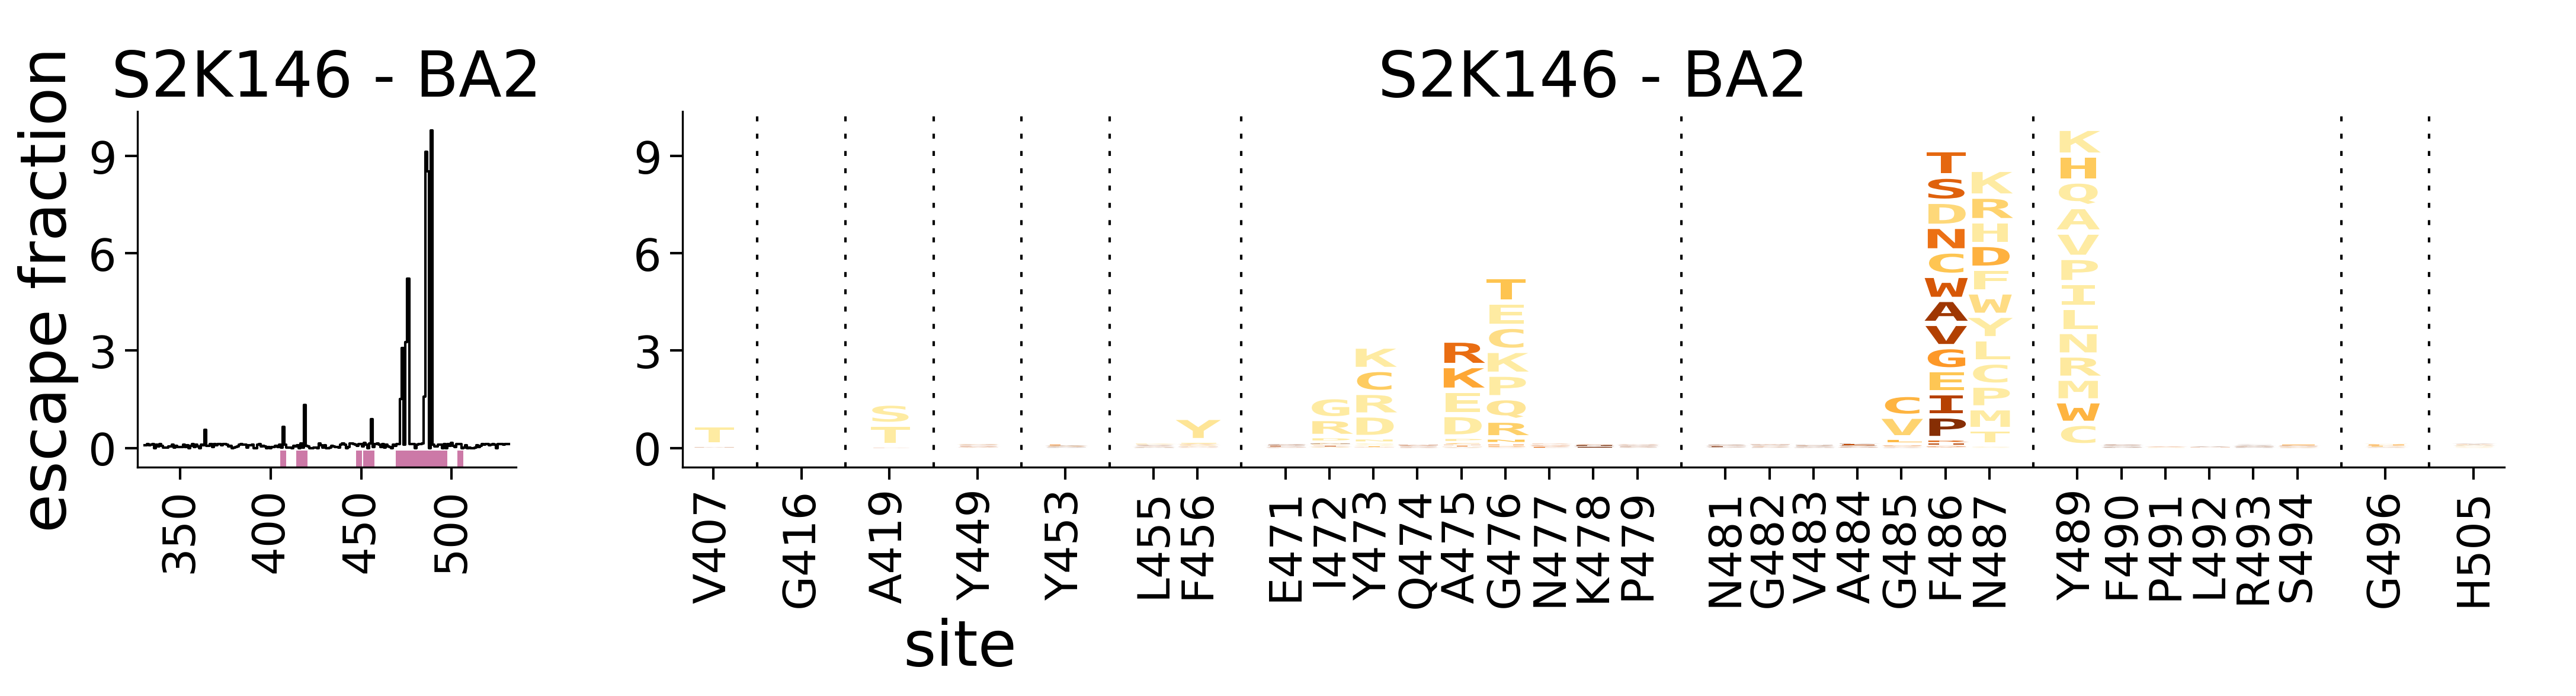 S2K146 - BA2
S2K146 - BA2
escape fraction
9
6
3
0
350
400
450
500
9
6
3
0
T
S
T
Y
G
R
K
C
R
D
R
K
E
D
T
E
C
K
P
Q
R
N
C
V
T
S
D
N
C
W
A
V
G
E
I
P
K
R
H
D
F
W
Y
L
C
P
M
T
K
H
Q
A
V
P
I
L
N
R
M
W
C
V407
G416
A419
Y449
Y453
L455
F456
E471
I472
Y473
Q474
A475
G476
N477
K478
P479
N481
G482
V483
A484
G485
F486
N487
Y489
F490
P491
L492
R493
S494
G496
H505
site